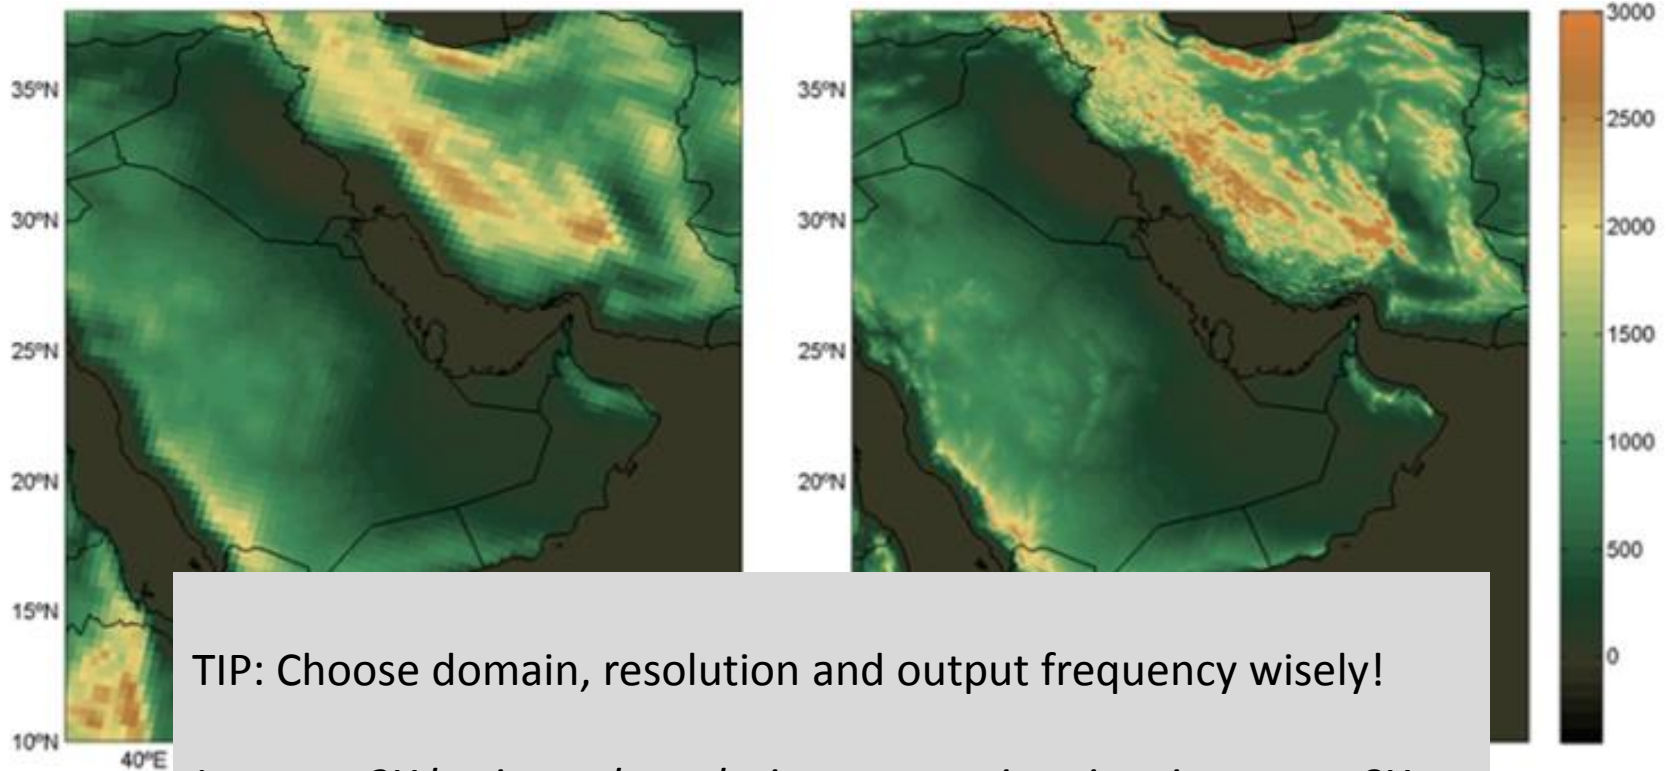 35°N
30°N
25°N
20°N
15°N
10°N
40°E
35°N
30°N
25°N
20°N
3000
2500
2000
1500
1000
500
0
TIP: Choose domain, resolution and output frequency wisely!